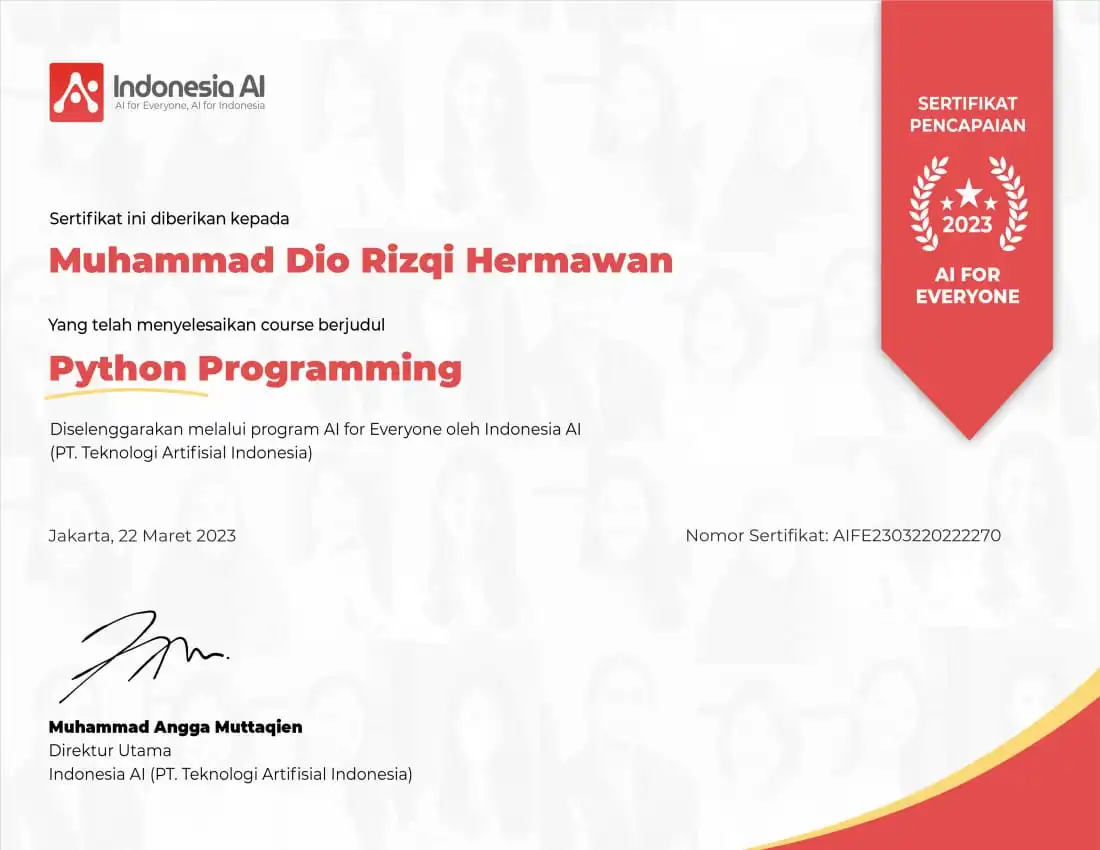 Indonesia AI
AI for Everyone, AI for Indonesia
SERTIFIKAT
PENCAPAIAN
2023
AI FOR
EVERYONE
Sertifikat ini diberikan kepada
Muhammad Dio Rizqi Hermawan
Yang telah menyelesaikan course berjudul
Python Programming
Diselenggarakan melalui program AI for Everyone oleh Indonesia AI
(PT. Teknologi Artifisial Indonesia)
Jakarta, 22 Maret 2023
Nomor Sertifikat: AIFE2303220222270
Muhammad Angga Muttaqien
Direktur Utama
Indonesia AI (PT. Teknologi Artifisial Indonesia)